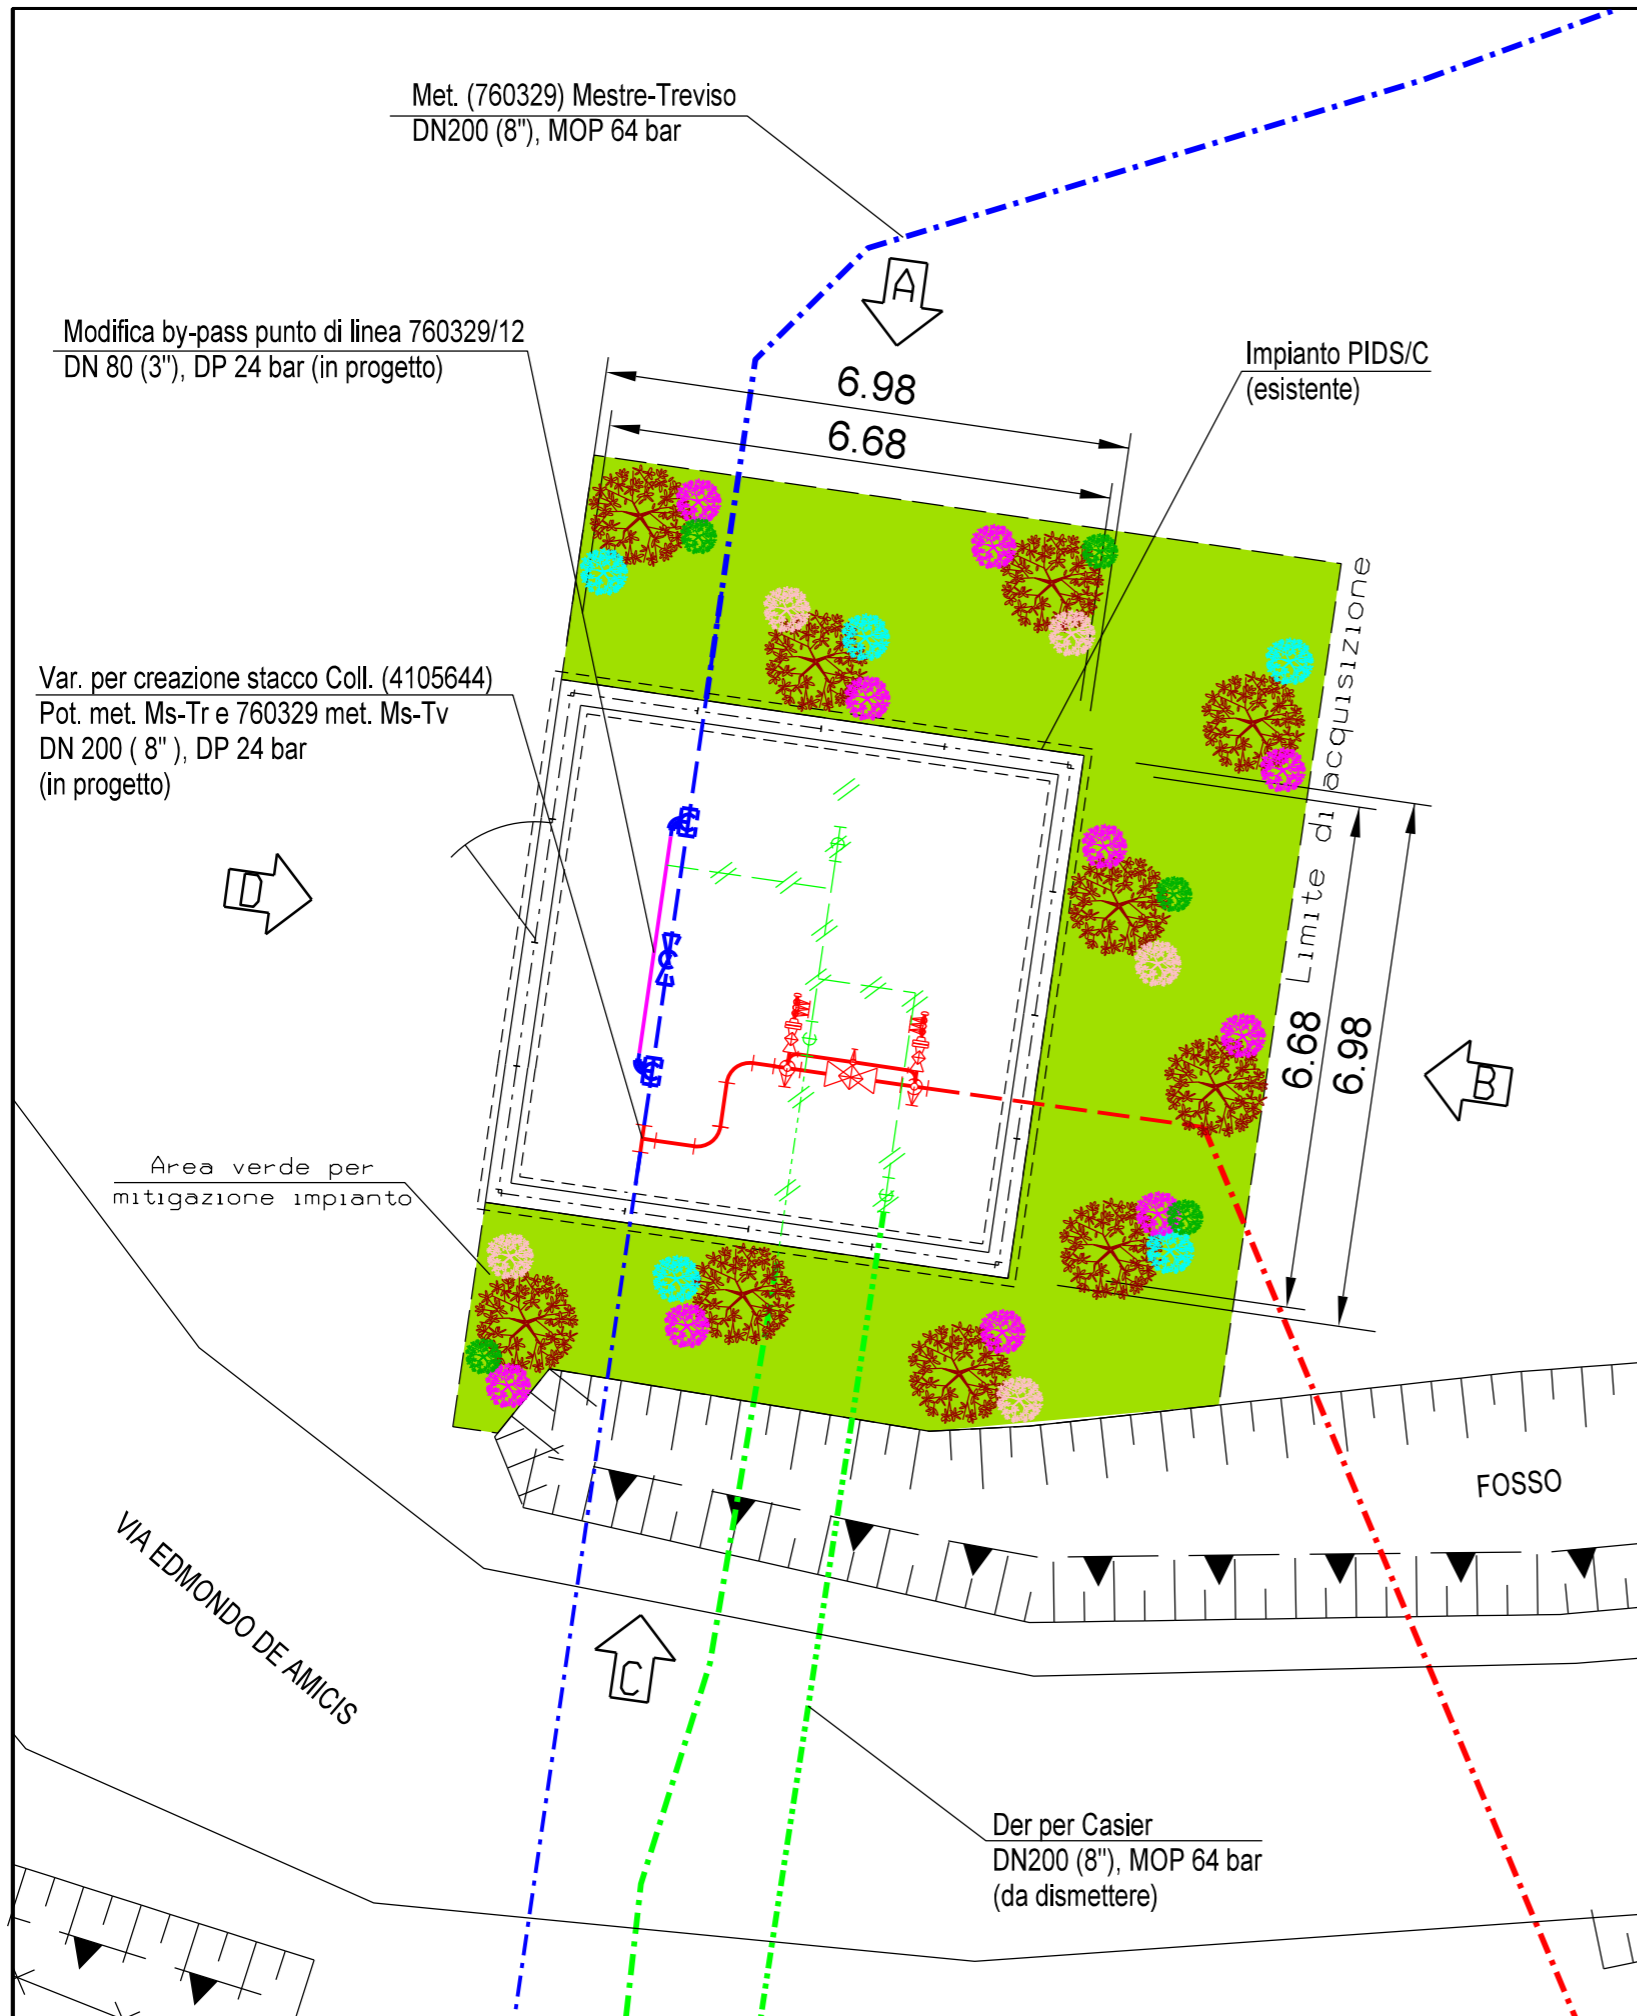 Met. (760329) Mestre-Treviso
DN200 (8"), MOP 64 bar
A
Modifica by-pass punto di linea 760329/12
DN 80 (3"), DP 24 bar (in progetto)
Impianto PIDS/C
(esistente)
6.98
6.68
Limite di acquisizione
Var. per creazione stacco Coll. (4105644)
Pot. met. Ms-Tr e 760329 met. Ms-Tv
DN 200 ( 8" ), DP 24 bar
(in progetto)
D
6.68
6.98
B
Area verde per
mitigazione impianto
FOSSO
VIA EDMONDO DE AMICIS
C
Der per Casier
DN200 (8"), MOP 64 bar
(da dismettere)